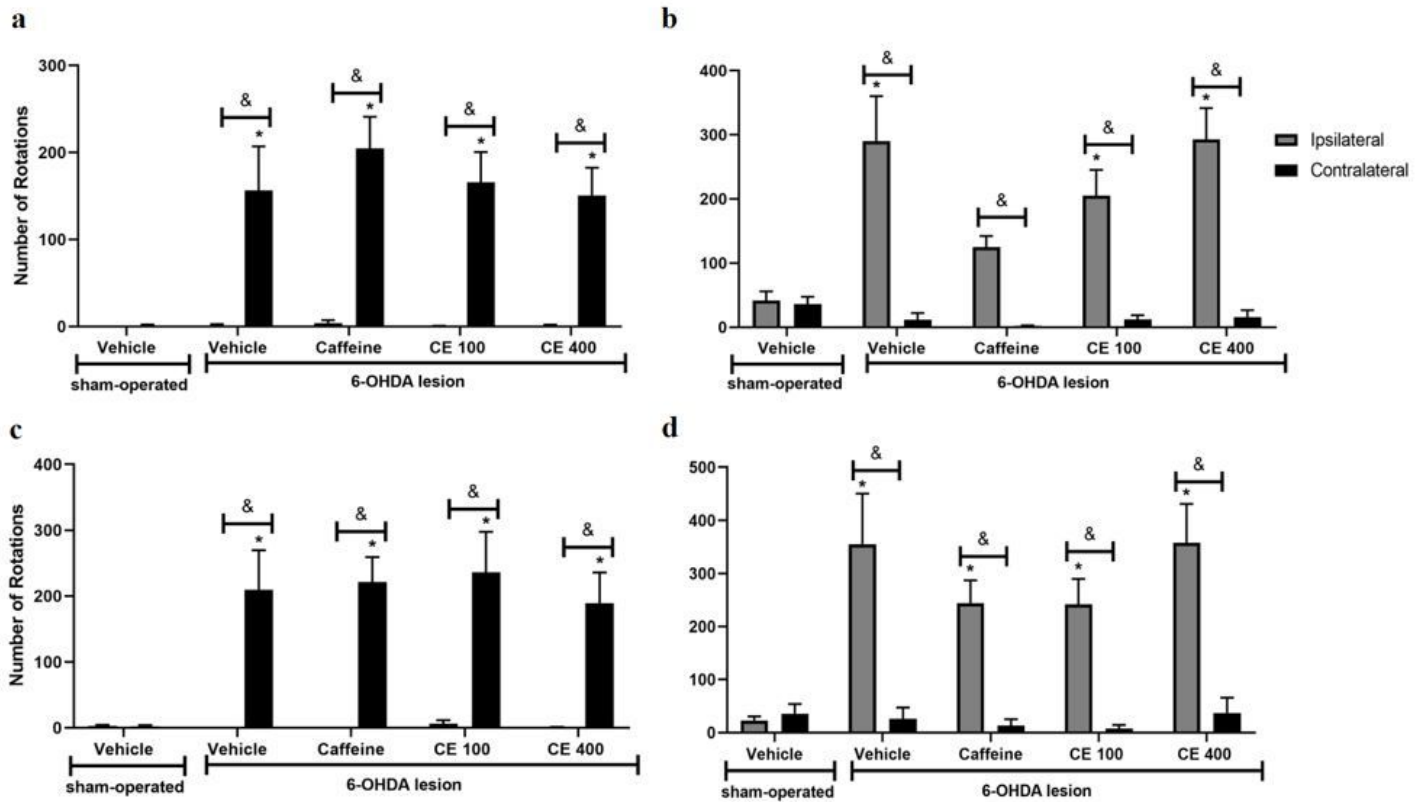 a
Number of Rotations
300
200
100
0
&
*
&
*
&
*
&
*
Vehicle
Vehicle
Caffeine
CE 100
CE 400
sham-operated
6-OHDA lesion
b
400
300
200
100
0
&
*
&
&
*
&
*
Vehicle
Vehicle
Caffeine
CE 100
CE 400
sham-operated
6-OHDA lesion
Ipsilateral
Contralateral
c
Number of Rotations
400
300
200
100
0
&
*
&
*
&
*
&
*
Vehicle
Vehicle
Caffeine
CE 100
CE 400
sham-operated
6-OHDA lesion
d
500
400
300
200
100
0
&
*
&
*
&
*
&
*
Vehicle
Vehicle
Caffeine
CE 100
CE 400
sham-operated
6-OHDA lesion